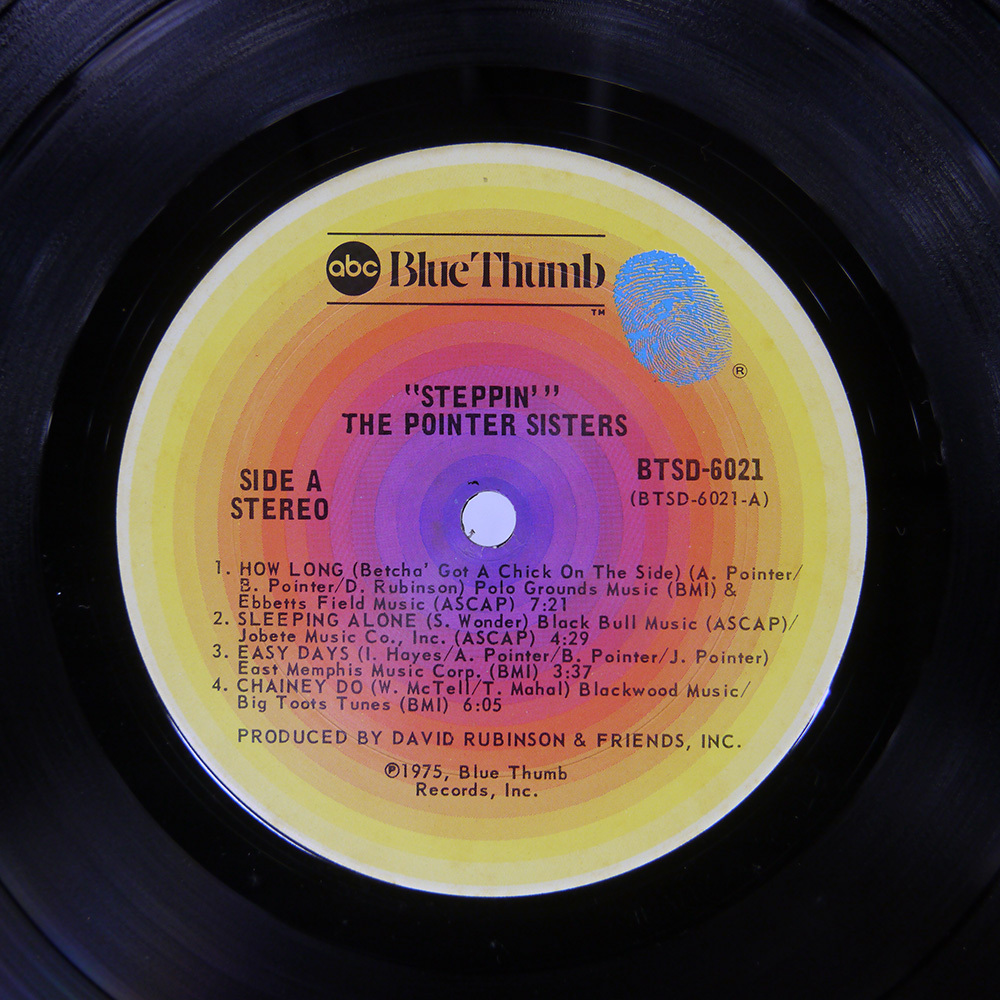 abc Blue Thumb
TM
®
"STEPPIN'"
THE POINTER SISTERS
SIDE A
STEREO
BTSD-6021
(BTSD-6021-A)
1. HOW LONG (Betcha' Got A Chick On The Side) (A. Pointer/
B. Pointer/D. Rubinson) Polo Grounds Music (BMI) &
Ebbetts Field Music (ASCAP) 7:21
2. SLEEPING ALONE (S. Wonder) Black Bull Music (ASCAP)/
Jobete Music Co., Inc. (ASCAP) 4:29
3. EASY DAYS (I. Hayes/A. Pointer/B. Pointer/J. Pointer)
East Memphis Music Corp. (BMI) 3:37
4. CHAINEY DO (W. McTell/T. Mahal) Blackwood Music/
Big Toots Tunes (BMI) 6:05
PRODUCED BY DAVID RUBINSON & FRIENDS, INC.
℗1975, Blue Thumb
Records, Inc.